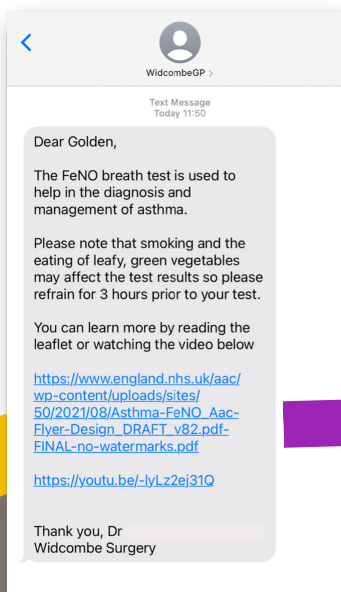 WidcombeGP >
Text Message
Today 11:50
Dear Golden,
The FeNO breath test is used to
help in the diagnosis and
management of asthma.
Please note that smoking and the
eating of leafy, green vegetables
may affect the test results so please
refrain for 3 hours prior to your test.
You can learn more by reading the
leaflet or watching the video below
https://www.england.nhs.uk/aac/
wp-content/uploads/sites/
50/2021/08/Asthma-FeNO_Aac-
Flyer-Design_DRAFT_v82.pdf-
FINAL-no-watermarks.pdf
https://youtu.be/-lyLz2ej31Q
Thank you, Dr
Widcombe Surgery